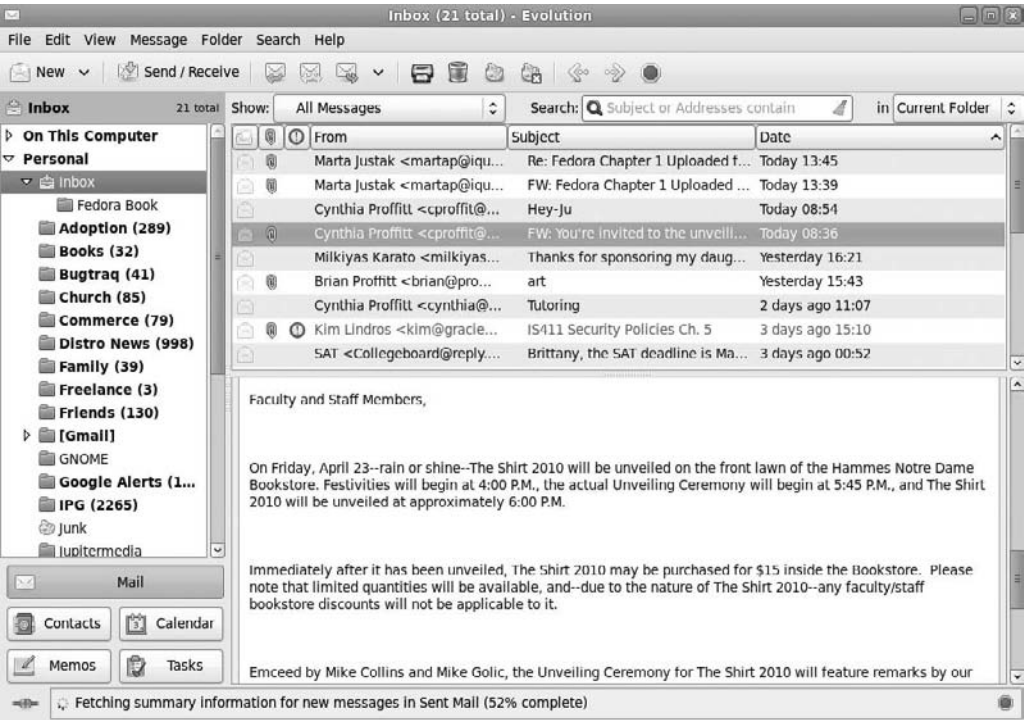 Inbox (21 total) - Evolution
File Edit View Message Folder Search Help
New Send / Receive
Inbox 21 total Show: All Messages Search: Subject or Addresses contain in Current Folder
On This Computer
Personal
Inbox
Fedora Book
Adoption (289)
Books (32)
Bugtraq (41)
Church (85)
Commerce (79)
Distro News (998)
Family (39)
Freelance (3)
Friends (130)
[Gmail]
GNOME
Google Alerts (1...
IPG (2265)
Junk
Jupitermedia
Mail
Contacts Calendar
Memos Tasks
From Subject Date
Marta Justak <martap@iqu... Re: Fedora Chapter 1 Uploaded f... Today 13:45
Marta Justak <martap@iqu... FW: Fedora Chapter 1 Uploaded ... Today 13:39
Cynthia Proffitt <cproffit@... Hey-Ju Today 08:54
Cynthia Proffitt <cproffit@... FW: You're invited to the unveili... Today 08:36
Milkiyas Karato <milkiyas... Thanks for sponsoring my daug... Yesterday 16:21
Brian Proffitt <brian@pro... art Yesterday 15:43
Cynthia Proffitt <cynthia@... Tutoring 2 days ago 11:07
Kim Lindros <kim@gracie... IS411 Security Policies Ch. 5 3 days ago 15:10
SAT <Collegeboard@reply.... Brittany, the SAT deadline is Ma... 3 days ago 00:52
Faculty and Staff Members,
On Friday, April 23--rain or shine--The Shirt 2010 will be unveiled on the front lawn of the Hammes Notre Dame
Bookstore. Festivities will begin at 4:00 P.M., the actual Unveiling Ceremony will begin at 5:45 P.M., and The Shirt
2010 will be unveiled at approximately 6:00 P.M.
Immediately after it has been unveiled, The Shirt 2010 may be purchased for $15 inside the Bookstore. Please
note that limited quantities will be available, and--due to the nature of The Shirt 2010--any faculty/staff
bookstore discounts will not be applicable to it.
Emceed by Mike Collins and Mike Golic, the Unveiling Ceremony for The Shirt 2010 will feature remarks by our
Fetching summary information for new messages in Sent Mail (52% complete)